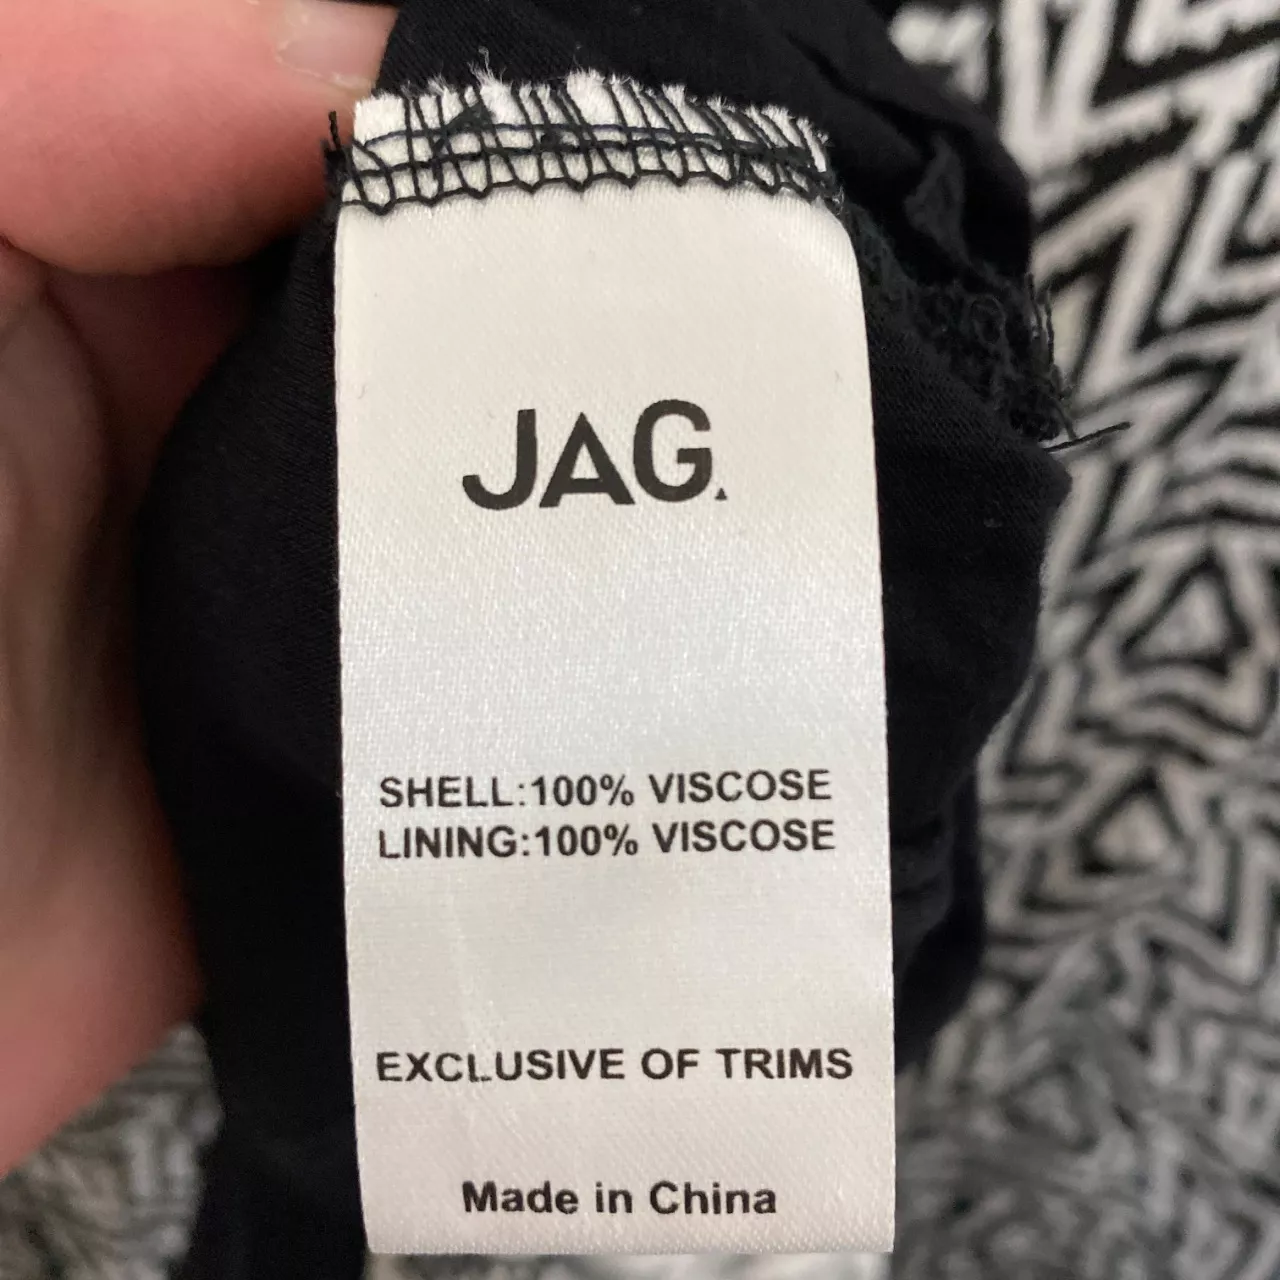 JAG.
SHELL:100% VISCOSE
LINING:100% VISCOSE
EXCLUSIVE OF TRIMS
Made in China